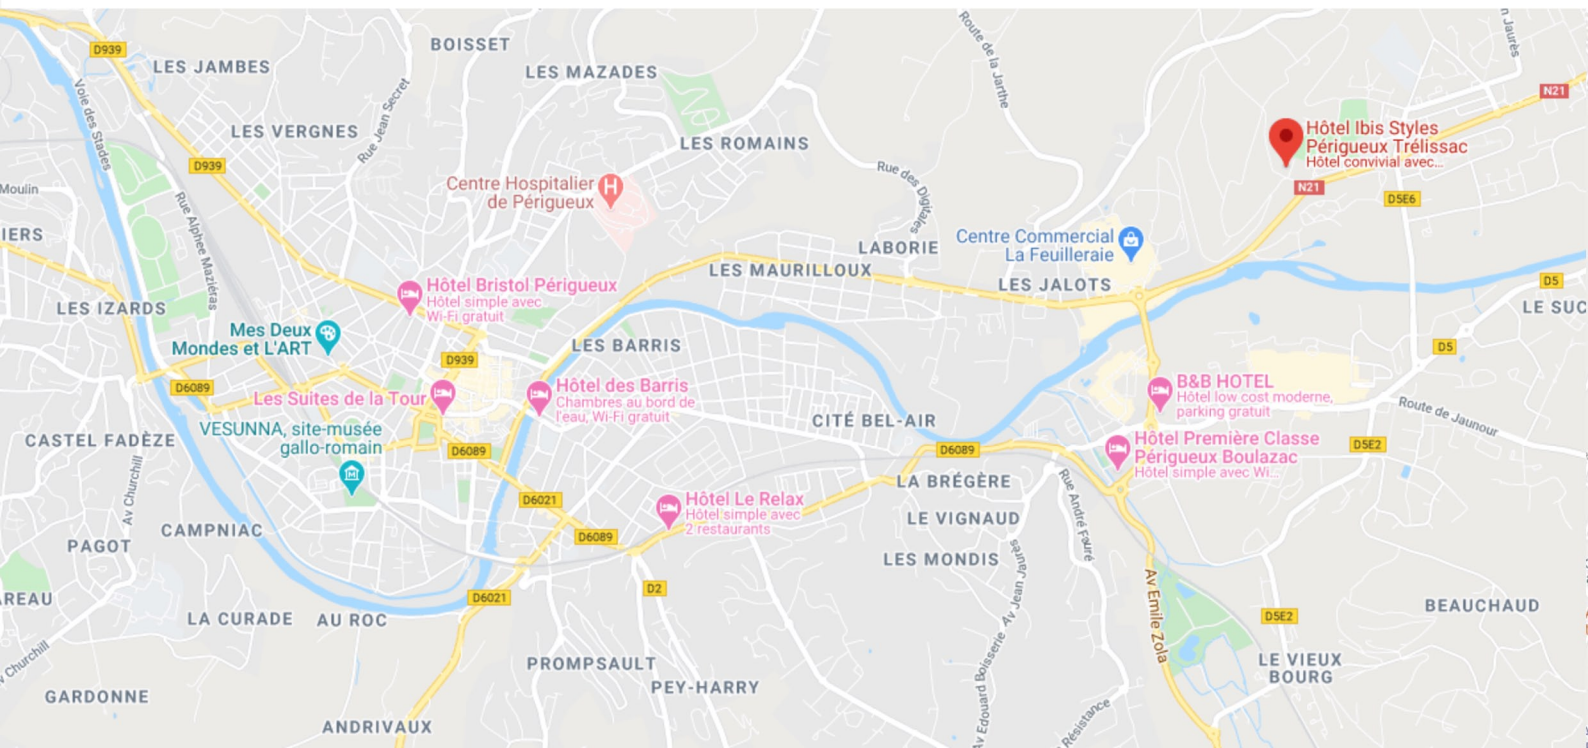 D939
BOISSET
LES JAMBES
LES MAZADES
Route de la Jarthe
n Jaurès
N21
Voie des Stades
Rue Jean Secret
LES VERGNES
LES ROMAINS
Hôtel Ibis Styles
Périgueux Trélissac
Hôtel convivial avec...
D939
Rue des Digitales
N21
Moulin
Centre Hospitalier
de Périgueux
H
D5E6
Rue Alphée Mazieras
IERS
LABORIE
Centre Commercial
La Feuilleraie
LES MAURILLOUX
LES JALOTS
D5
Hôtel Bristol Périgueux
Hôtel simple avec
Wi-Fi gratuit
LES IZARDS
LE SUC
Mes Deux
Mondes et L'ART
LES BARRIS
D5
D939
D6089
Les Suites de la Tour
Hôtel des Barris
Chambres au bord de
l'eau, Wi-Fi gratuit
B&B HOTEL
Hôtel low cost moderne,
parking gratuit
Route de Jaunour
CITÉ BEL-AIR
VESUNNA, site-musée
gallo-romain
CASTEL FADÈZE
D6089
D6089
Hôtel Première Classe
Périgueux Boulazac
Hôtel simple avec Wi...
D5E2
Av Churchill
LA BRÉGÈRE
D6021
Hôtel Le Relax
Hôtel simple avec
2 restaurants
Rue André Fauré
LE VIGNAUD
CAMPNIAC
D6089
PAGOT
LES MONDIS
Av Jean Jaurès
D2
D6021
AREAU
Av Emile Zola
BEAUCHAUD
LA CURADE
AU ROC
D5E2
v Churchill
PROMPSAULT
Av Edouard Boisserie
LE VIEUX
BOURG
PEY-HARRY
GARDONNE
Résistance
ANDRIVAUX